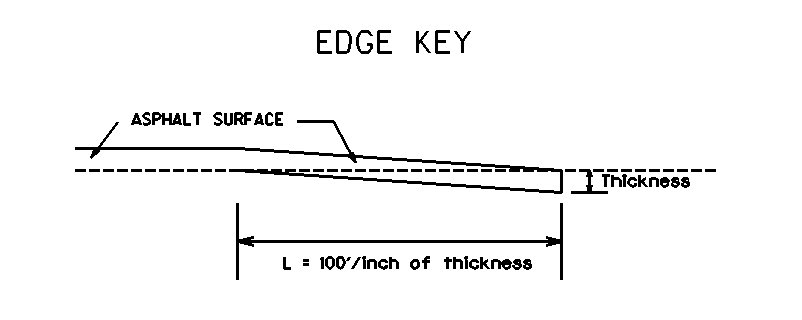 EDGE KEY
ASPHALT SURFACE
Thickness
L = 100'/inch of thickness